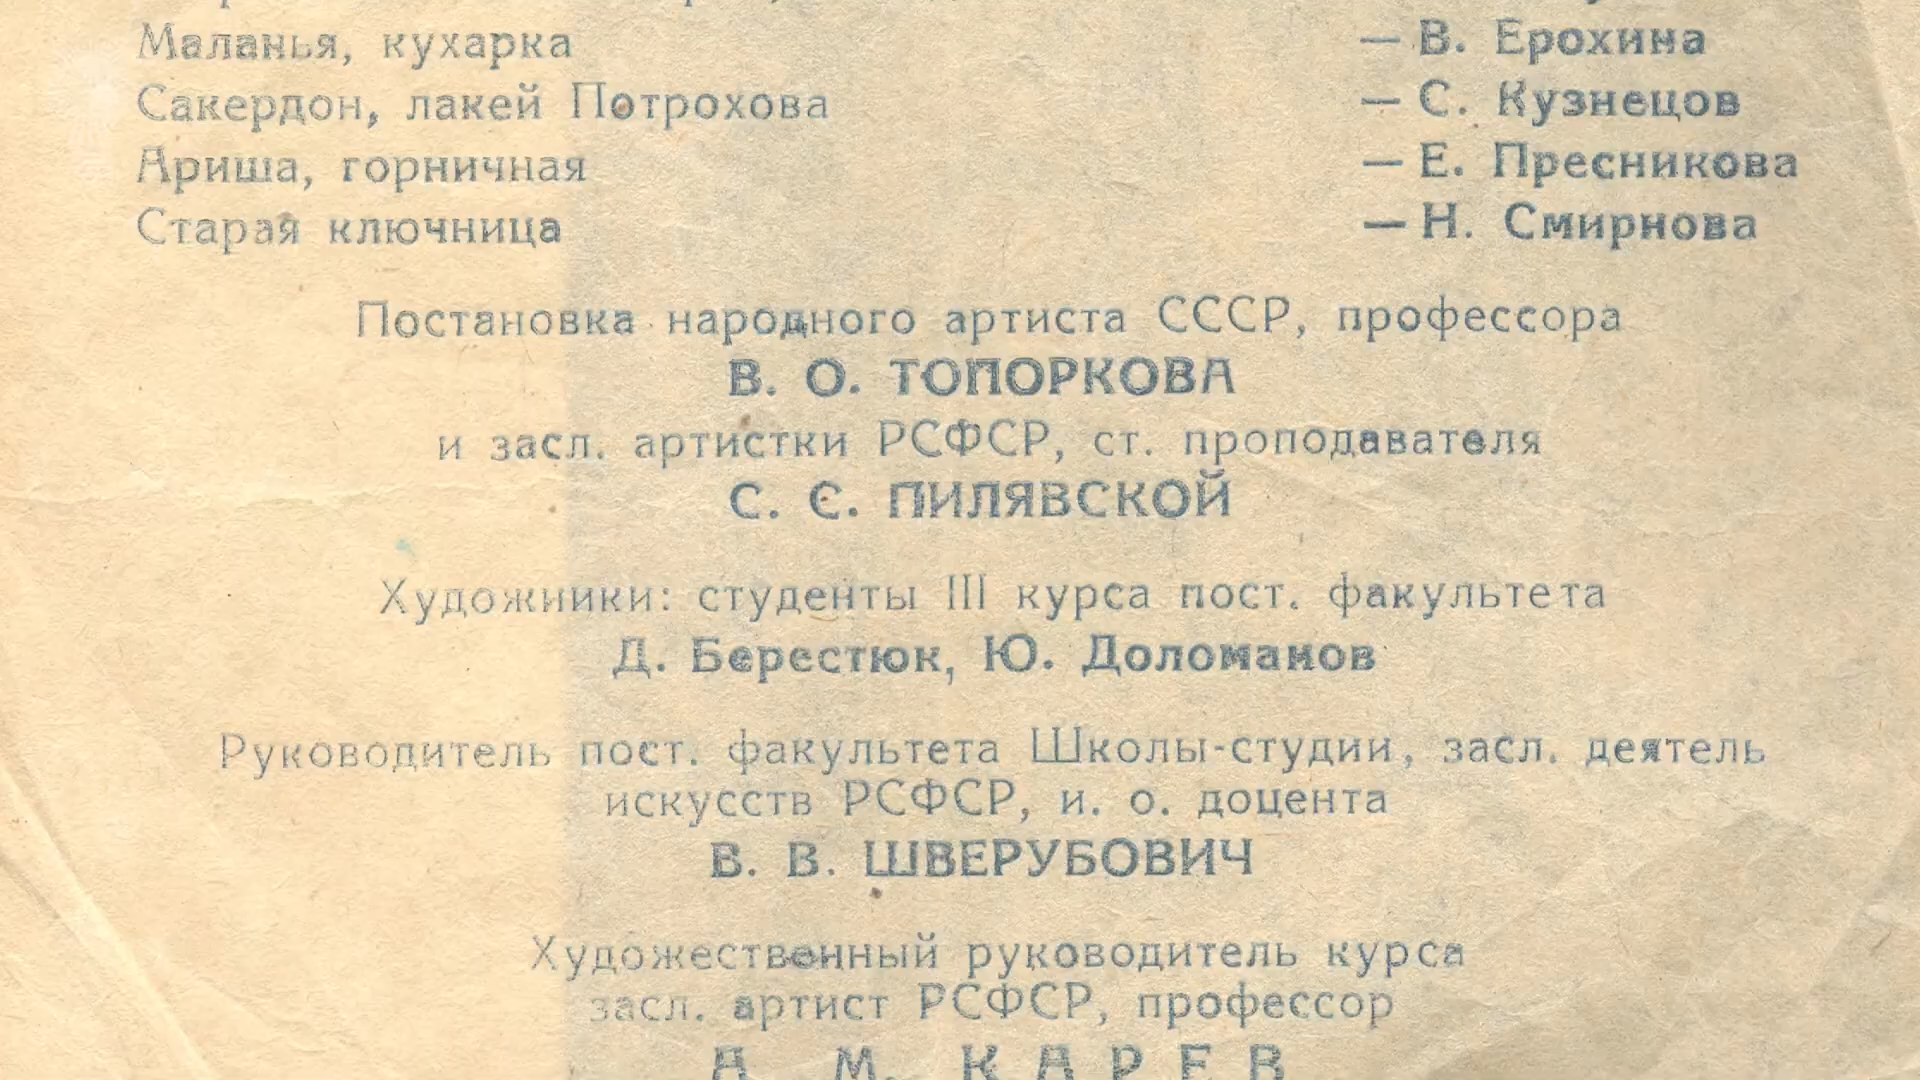 Маланья, кухарка — В. Ерохина
Сакердон, лакей Потрохова — С. Кузнецов
Ариша, горничная — Е. Пресникова
Старая ключница — Н. Смирнова
Постановка народного артиста СССР, профессора
В. О. ТОПОРКОВА
и засл. артистки РСФСР, ст. проподавателя
С. С. ПИЛЯВСКОЙ
Художники: студенты III курса пост. факультета
Д. Берестюк, Ю. Доломанов
Руководитель пост. факультета Школы-студии, засл. деятель
искусств РСФСР, и. о. доцента
В. В. ШВЕРУБОВИЧ
Художественный руководитель курса
засл. артист РСФСР, профессор
А. М. КАРЕВ